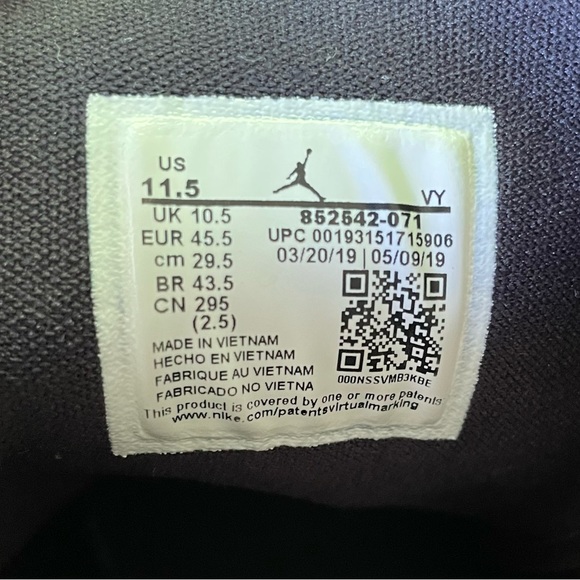 US
11.5 VY
UK 10.5 852542-071
EUR 45.5 UPC 00193151715906
cm 29.5 03/20/19 | 05/09/19
BR 43.5
CN 295
(2.5)
MADE IN VIETNAM
HECHO EN VIETNAM
FABRIQUE AU VIETNAM
FABRICADO NO VIETNA
000NSSVMB3KBE
This product is covered by one or more patents
www.nike.com/patentsvirtualmarking